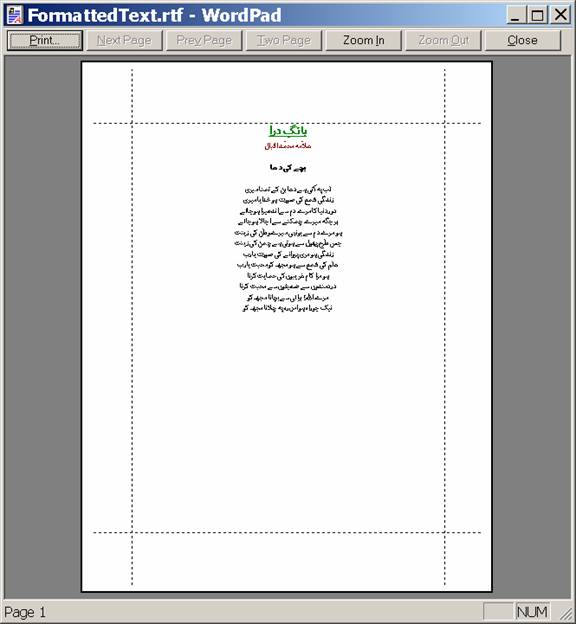 FormattedText.rtf - WordPad
Print... Next Page Prev Page Two Page Zoom In Zoom Out Close
بانگِ درا
علامہ محمد اقبال
بچے کی دعا
لب پہ آتی ہے دعا بن کے تمنا میری
زندگی شمع کی صورت ہو خدایا میری
دور دنیا کا مرے دم سے اندھیرا ہو جائے
ہر جگہ میرے چمکنے سے اجالا ہو جائے
ہو مرے دم سے یونہی میرے وطن کی زینت
جس طرح پھول سے ہوتی ہے چمن کی زینت
زندگی ہو مری پروانے کی صورت یارب
علم کی شمع سے ہو مجھ کو محبت یارب
ہو مرا کام غریبوں کی حمایت کرنا
دردمندوں سے ضعیفوں سے محبت کرنا
مرے اللہ! برائی سے بچانا مجھ کو
نیک جو راہ ہو اس رہ پہ چلانا مجھ کو
Page 1 NUM